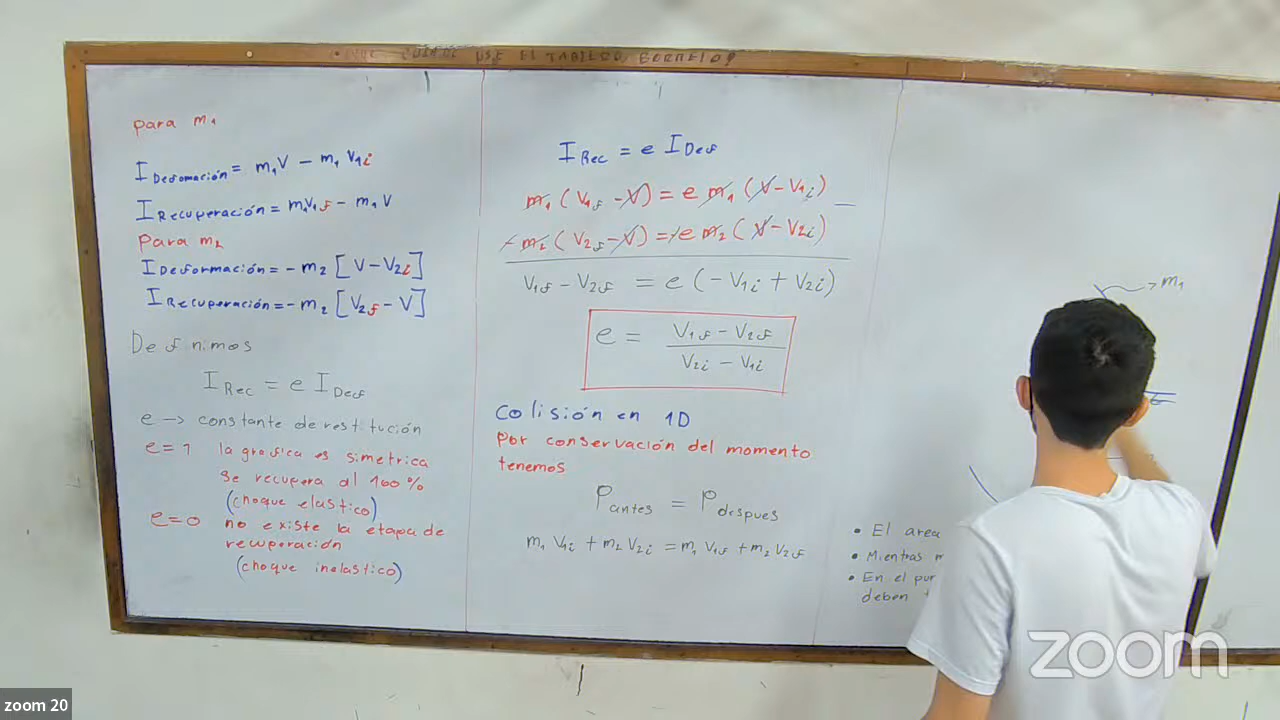 USE EL TABLERO
para m1
I Defomación = m1V - m1 V1i
I Recuperación = m1V1f - m1 V
para m2
I Deformación = - m2 [V - V2i]
I Recuperación = - m2 [V2f - V]
Definimos
I Rec = e I Def
e → constante de restitución
e = 1 la grafica es simetrica
se recupera al 100%
(choque elastico)
e = 0 no existe la etapa de
recuperación
(choque inelastico)
I Rec = e I Def
m1 (V1f - V) = e m1 (V - V1i)
- m2 (V2f - V) = - e m2 (V - V2i)
V1f - V2f = e (-V1i + V2i)
e = V1f - V2f
V2i - V1i
Colisión en 1D
Por conservación del momento
tenemos
P antes = P despues
m1 V1i + m2 V2i = m1 V1f + m2 V2f
→ m1
• El area
• Mientras m
• En el pun
deben
zoom
zoom 20